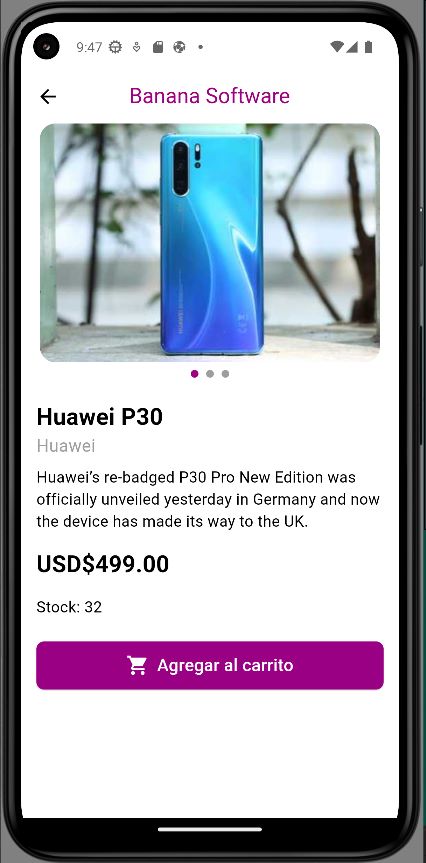 9:47
Banana Software
HUAWEI
Huawei P30
Huawei
Huawei’s re-badged P30 Pro New Edition was
officially unveiled yesterday in Germany and now
the device has made its way to the UK.
USD$499.00
Stock: 32
Agregar al carrito